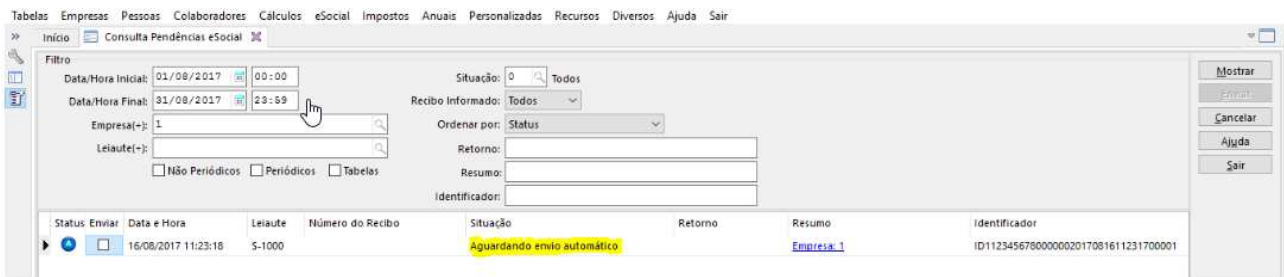 Tabelas Empresas Pessoas Colaboradores Cálculos eSocial Impostos Anuais Personalizadas Recursos Diversos Ajuda Sair
Início Consulta Pendências eSocial
Filtro
Data/Hora Inicial: 01/08/2017 00:00 Situação: 0 Todos Mostrar
Data/Hora Final: 31/08/2017 23:59 Recibo Informado: Todos Enviar
Empresa(+): 1 Ordenar por: Status Cancelar
Leiaute(+): Retorno: Ajuda
Não Periódicos Periódicos Tabelas Resumo: Sair
Identificador:
Status Enviar Data e Hora Leiaute Número do Recibo Situação Retorno Resumo Identificador
16/08/2017 11:23:18 S-1000 Aguardando envio automático Empresa: 1 ID1123456780000002017081611231700001